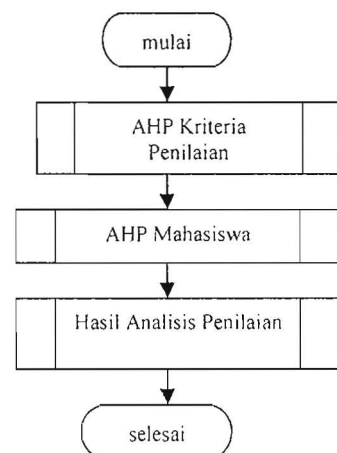 mulai
AHP Kriteria
Penilaian
AHP Mahasiswa
Hasil Analisis Penilaian
selesai